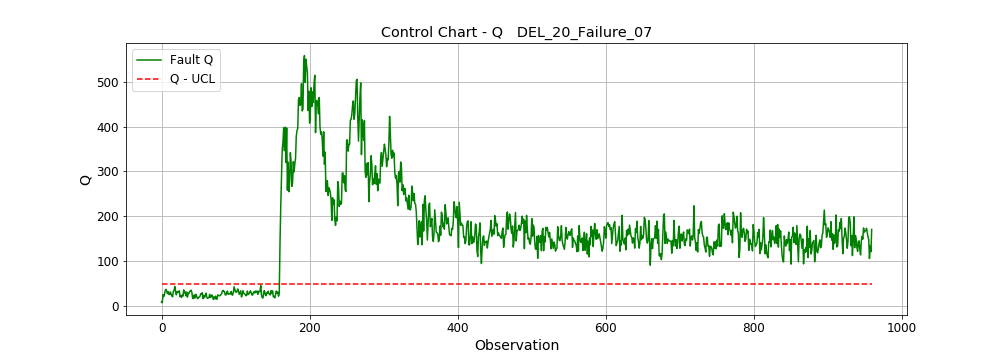 Control Chart - Q   DEL_20_Failure_07
Fault Q
Q - UCL
Q
500
400
300
200
100
0
0 200 400 600 800 1000
Observation